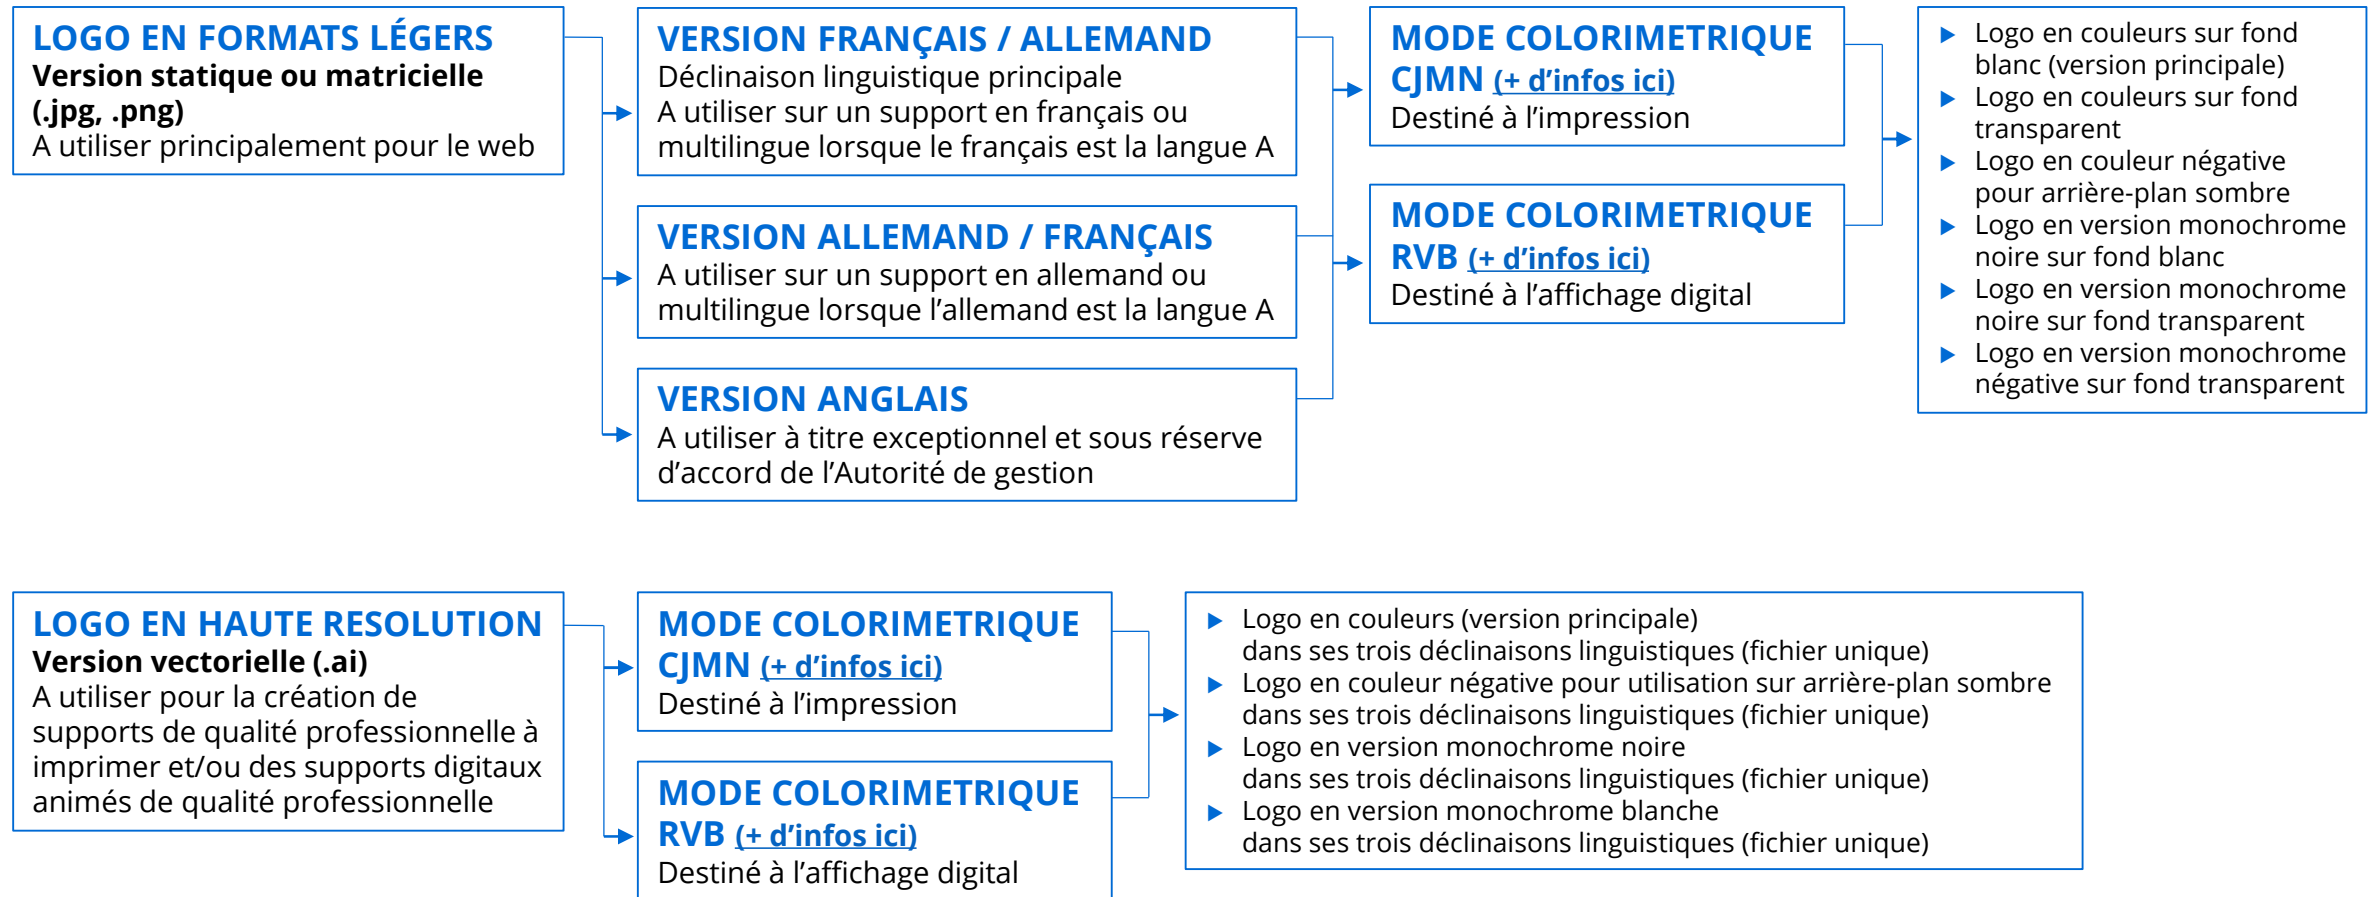 LOGO EN FORMATS LÉGERS
Version statique ou matricielle
(.jpg, .png)
A utiliser principalement pour le web
VERSION FRANÇAIS / ALLEMAND
Déclinaison linguistique principale
A utiliser sur un support en français ou
multilingue lorsque le français est la langue A
VERSION ALLEMAND / FRANÇAIS
A utiliser sur un support en allemand ou
multilingue lorsque l’allemand est la langue A
VERSION ANGLAIS
A utiliser à titre exceptionnel et sous réserve
d’accord de l’Autorité de gestion
MODE COLORIMETRIQUE
CJMN (+ d’infos ici)
Destiné à l’impression
MODE COLORIMETRIQUE
RVB (+ d’infos ici)
Destiné à l’affichage digital
Logo en couleurs sur fond
blanc (version principale)
Logo en couleurs sur fond
transparent
Logo en couleur négative
pour arrière-plan sombre
Logo en version monochrome
noire sur fond blanc
Logo en version monochrome
noire sur fond transparent
Logo en version monochrome
négative sur fond transparent
LOGO EN HAUTE RESOLUTION
Version vectorielle (.ai)
A utiliser pour la création de
supports de qualité professionnelle à
imprimer et/ou des supports digitaux
animés de qualité professionnelle
MODE COLORIMETRIQUE
CJMN (+ d’infos ici)
Destiné à l’impression
MODE COLORIMETRIQUE
RVB (+ d’infos ici)
Destiné à l’affichage digital
Logo en couleurs (version principale)
dans ses trois déclinaisons linguistiques (fichier unique)
Logo en couleur négative pour utilisation sur arrière-plan sombre
dans ses trois déclinaisons linguistiques (fichier unique)
Logo en version monochrome noire
dans ses trois déclinaisons linguistiques (fichier unique)
Logo en version monochrome blanche
dans ses trois déclinaisons linguistiques (fichier unique)